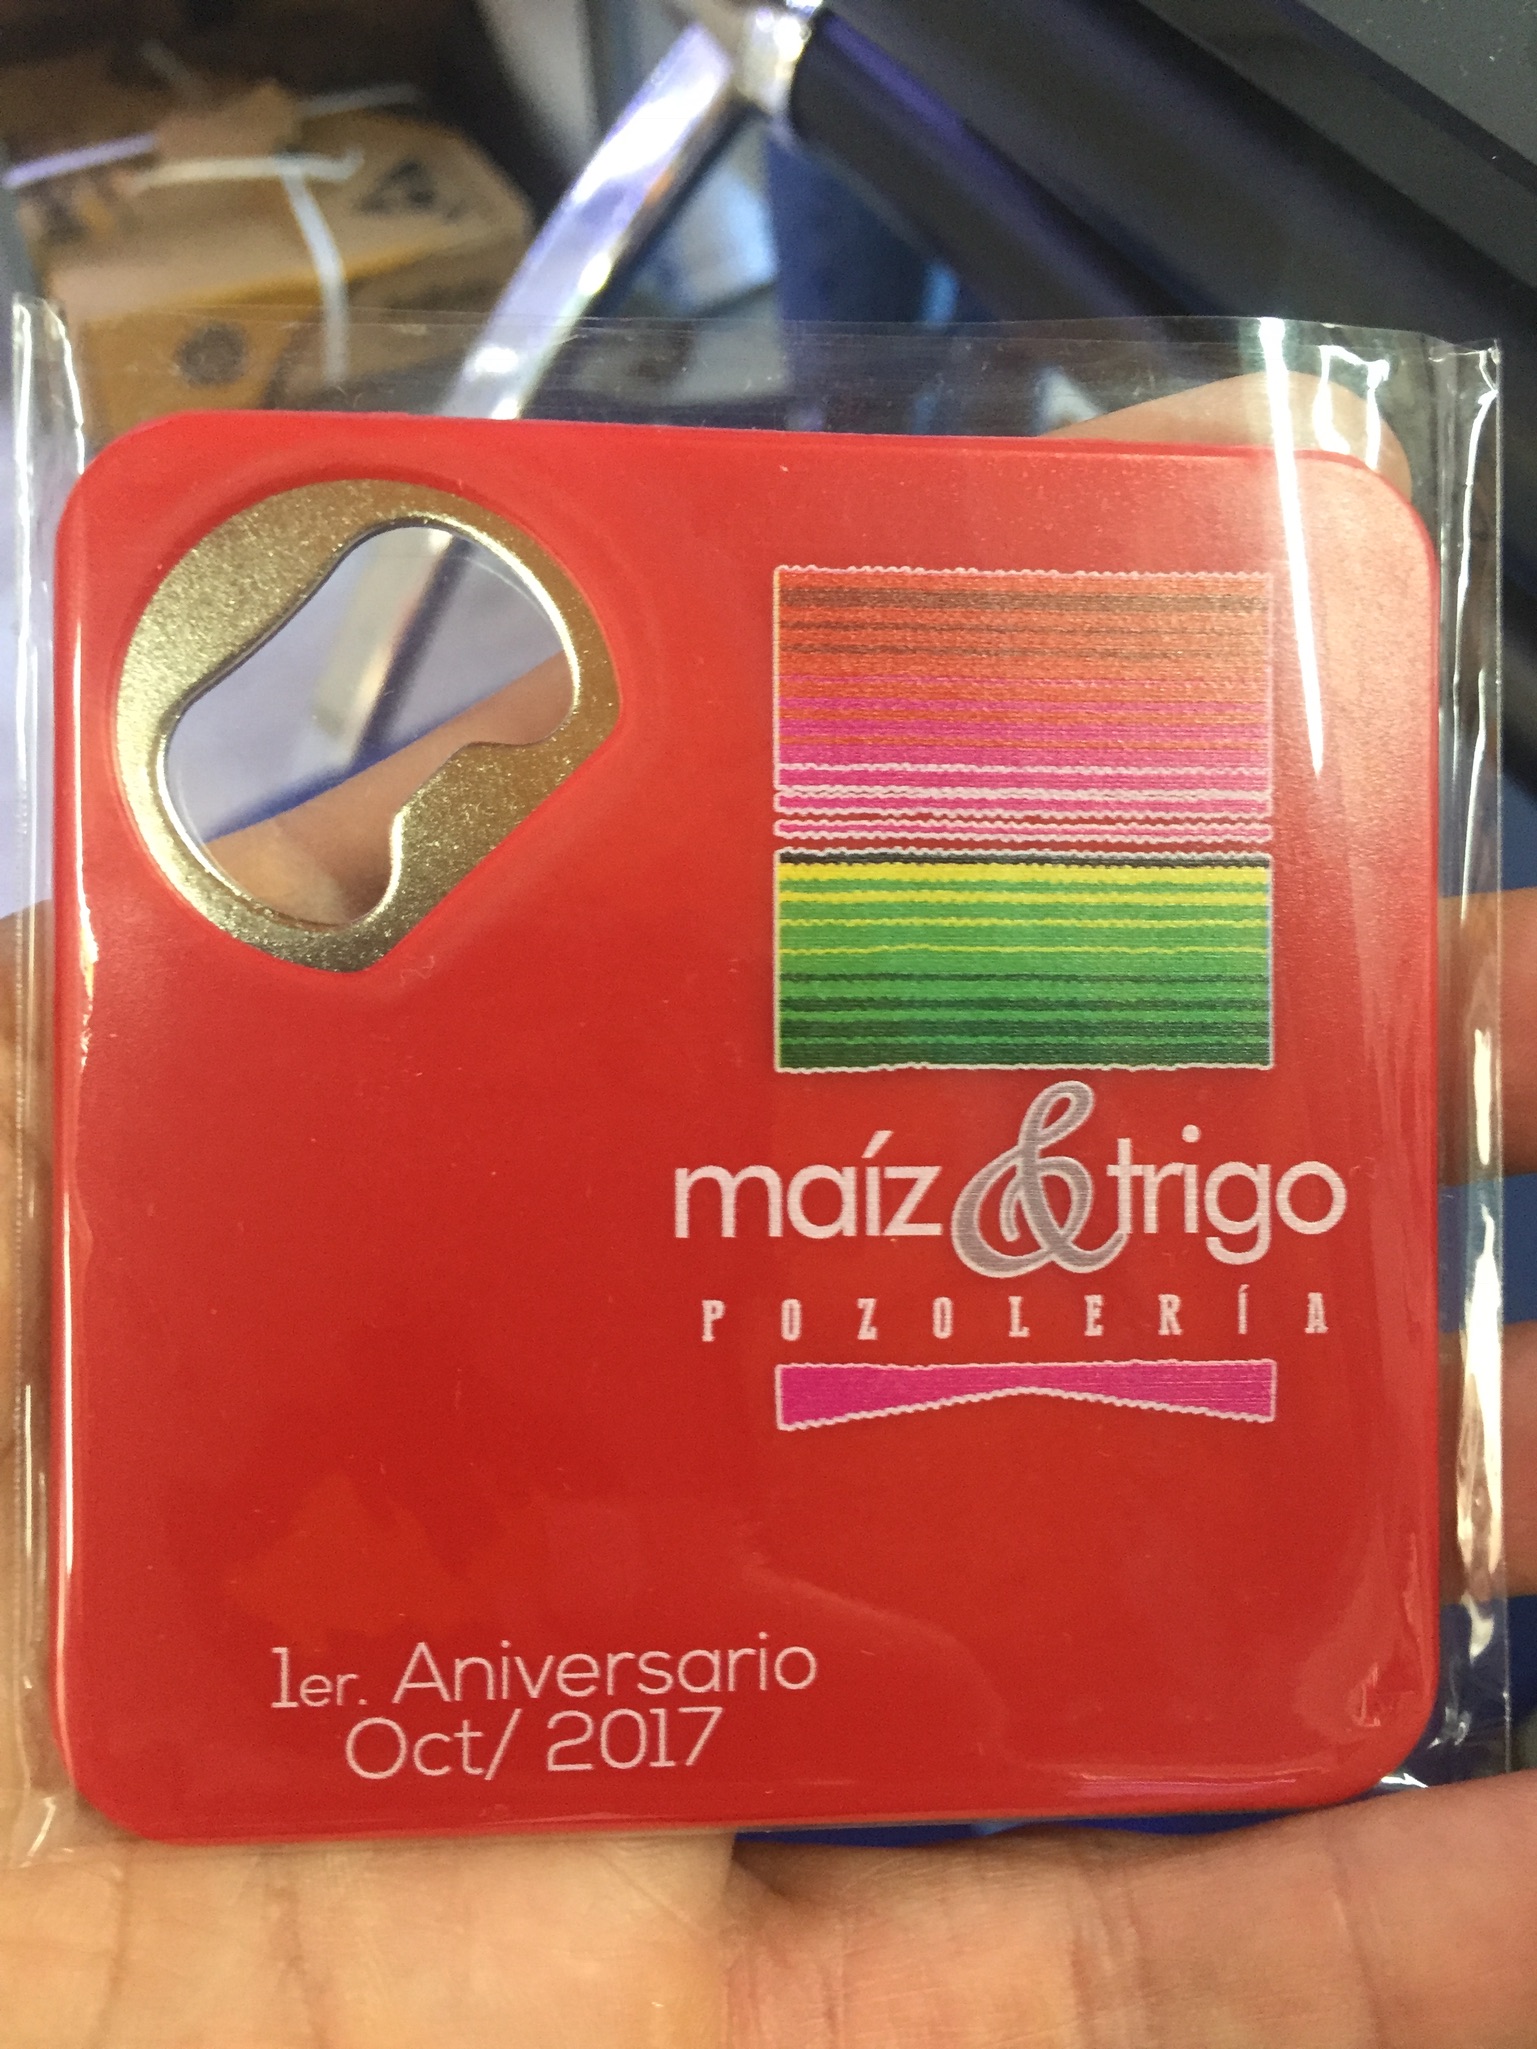 maíz & trigo
POZOLERÍA
1er. Aniversario
Oct/ 2017